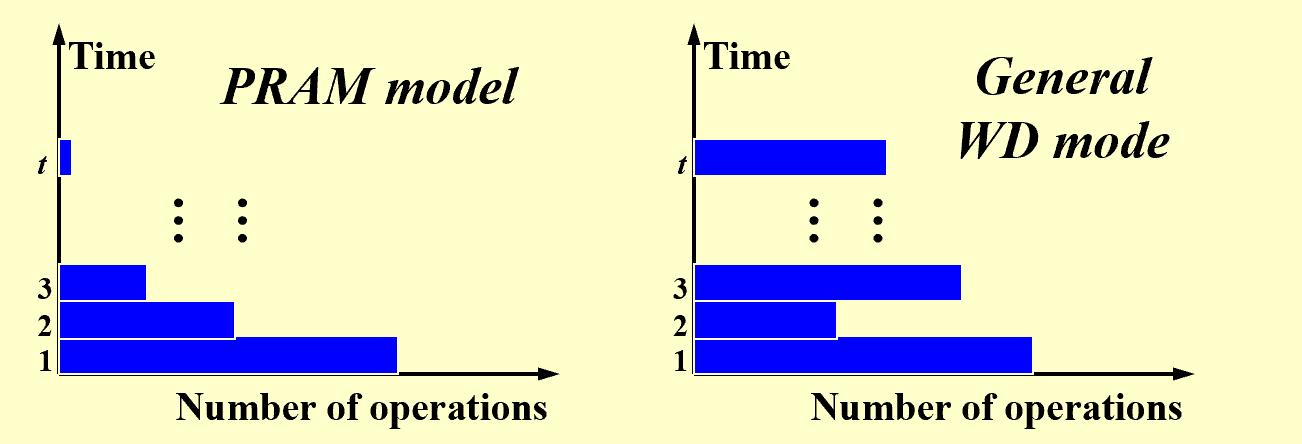 Time
PRAM model
t
3
2
1
Number of operations
Time
General
WD mode
t
3
2
1
Number of operations